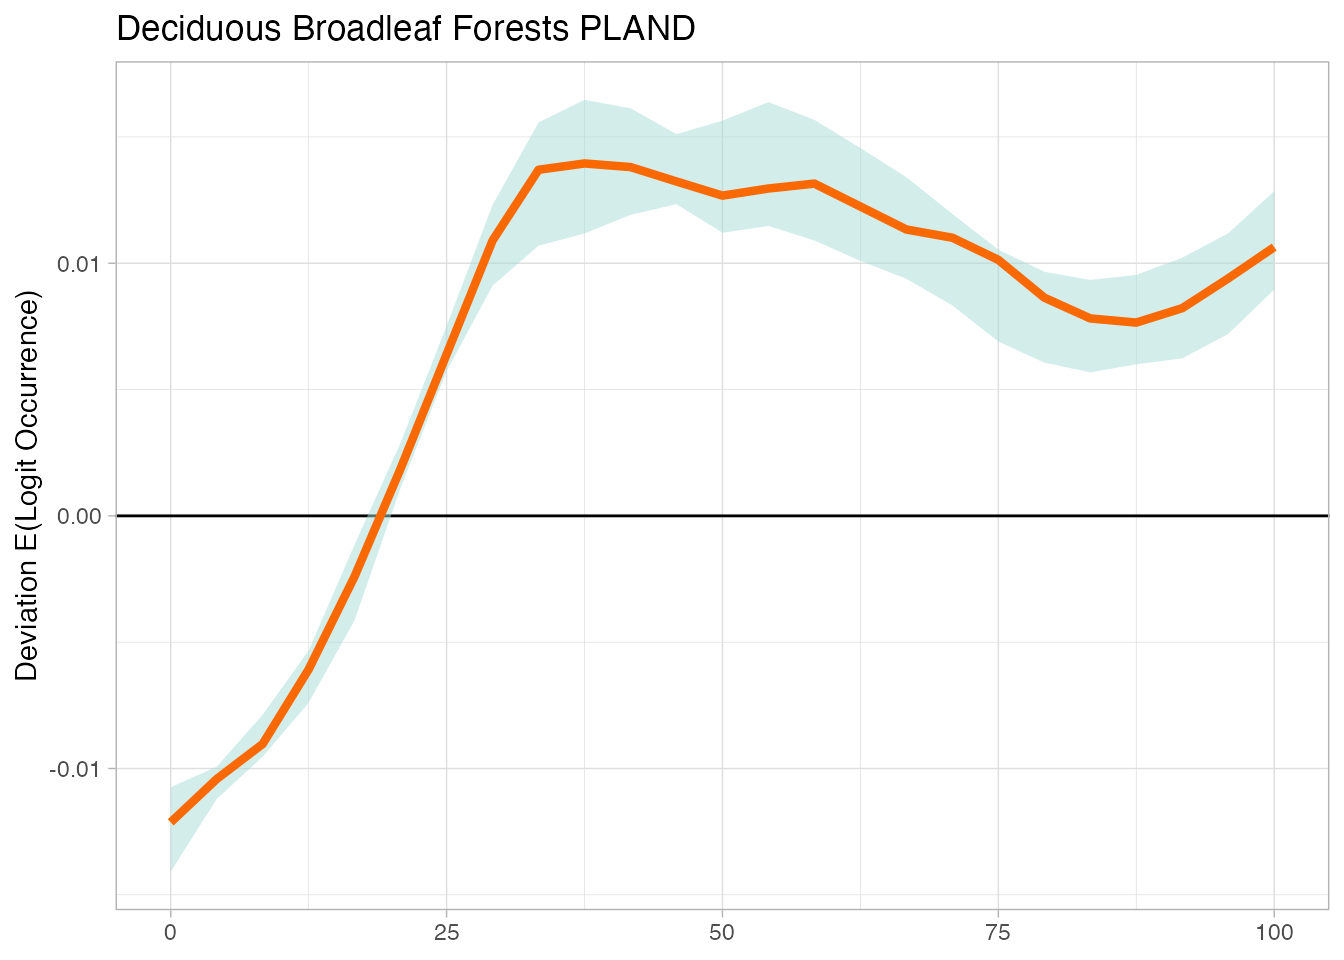 Deciduous Broadleaf Forests PLAND
Deviation E(Logit Occurrence)
0.01
0.00
-0.01
0 25 50 75 100